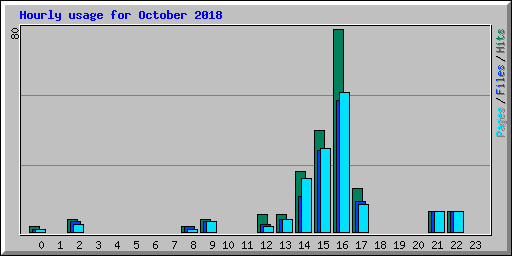 Hourly usage for October 2018
80
Pages/Files/Hits
0 1 2 3 4 5 6 7 8 9 10 11 12 13 14 15 16 17 18 19 20 21 22 23